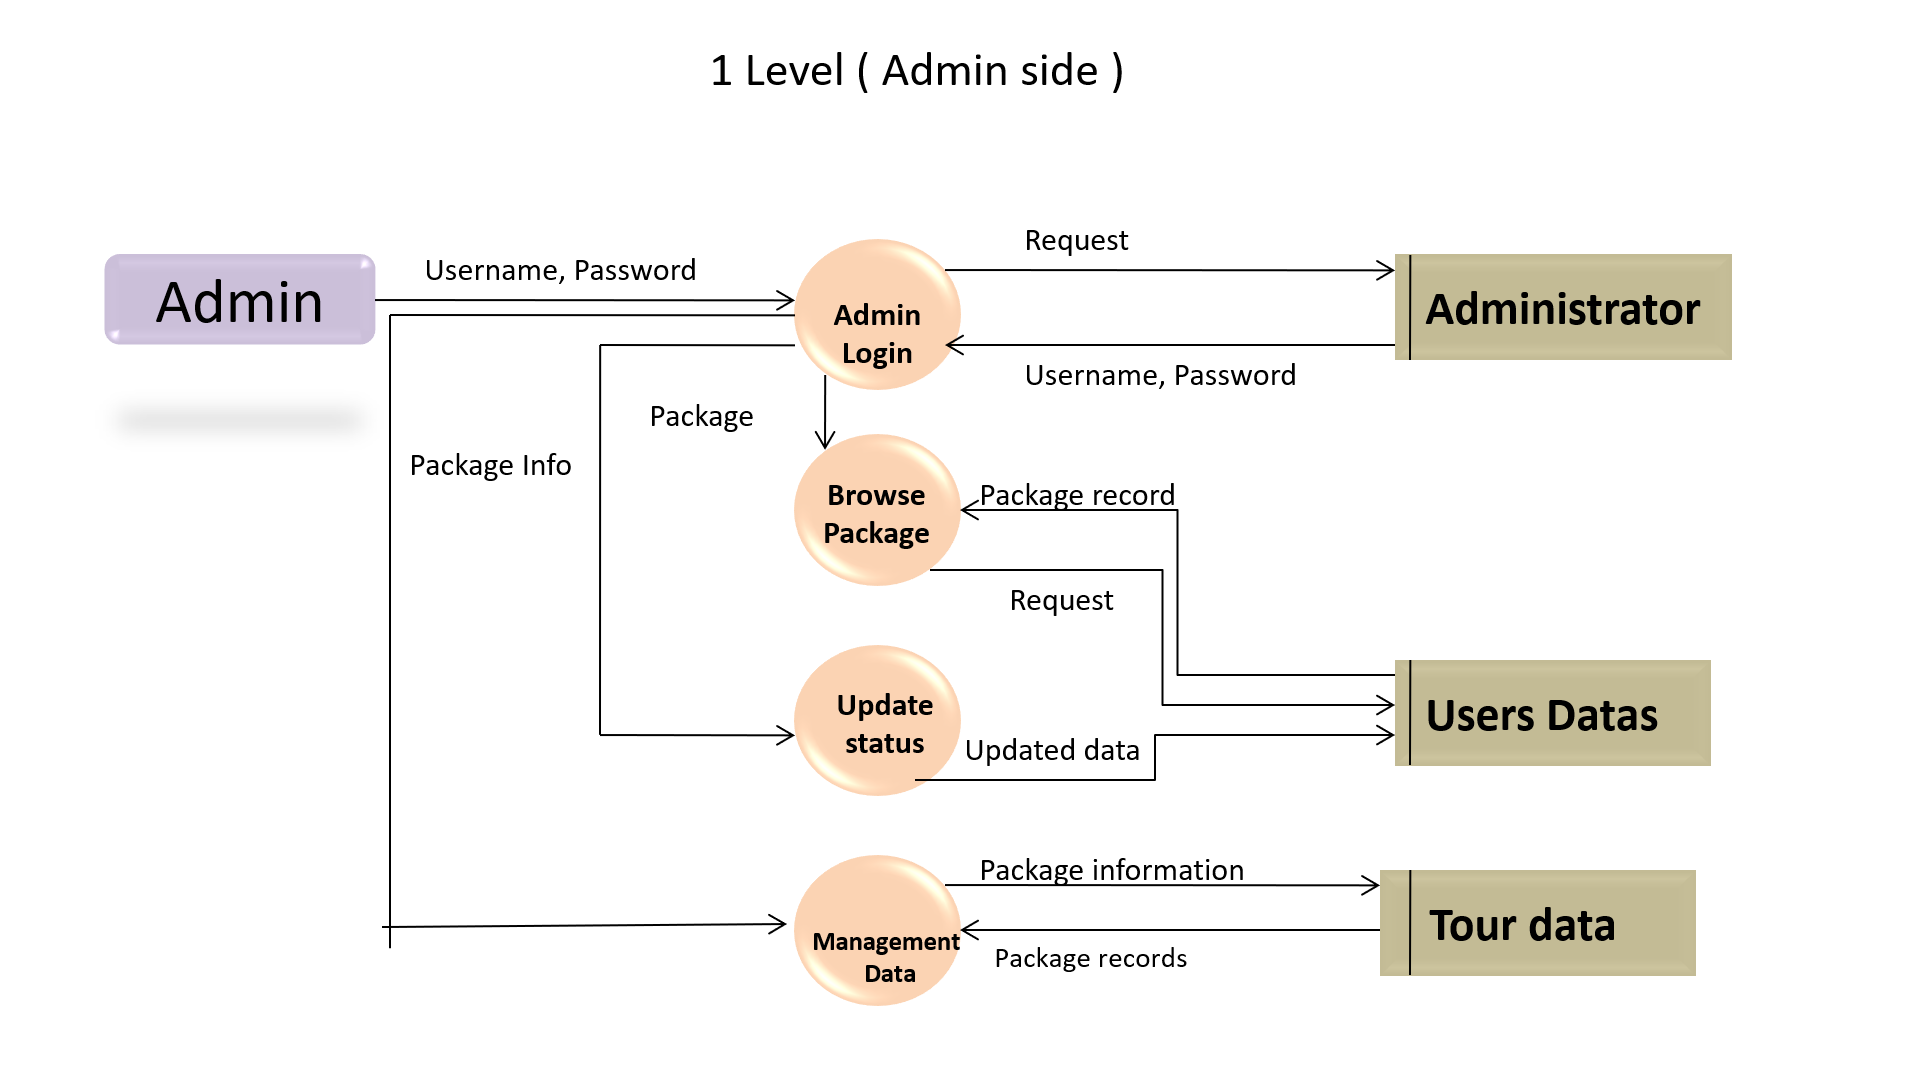 1 Level ( Admin side )
Request
Username, Password
Admin
Admin
Login
Administrator
Username, Password
Package
Package Info
Browse
Package
Package record
Request
Update
status
Users Datas
Updated data
Package information
Management
Data
Tour data
Package records